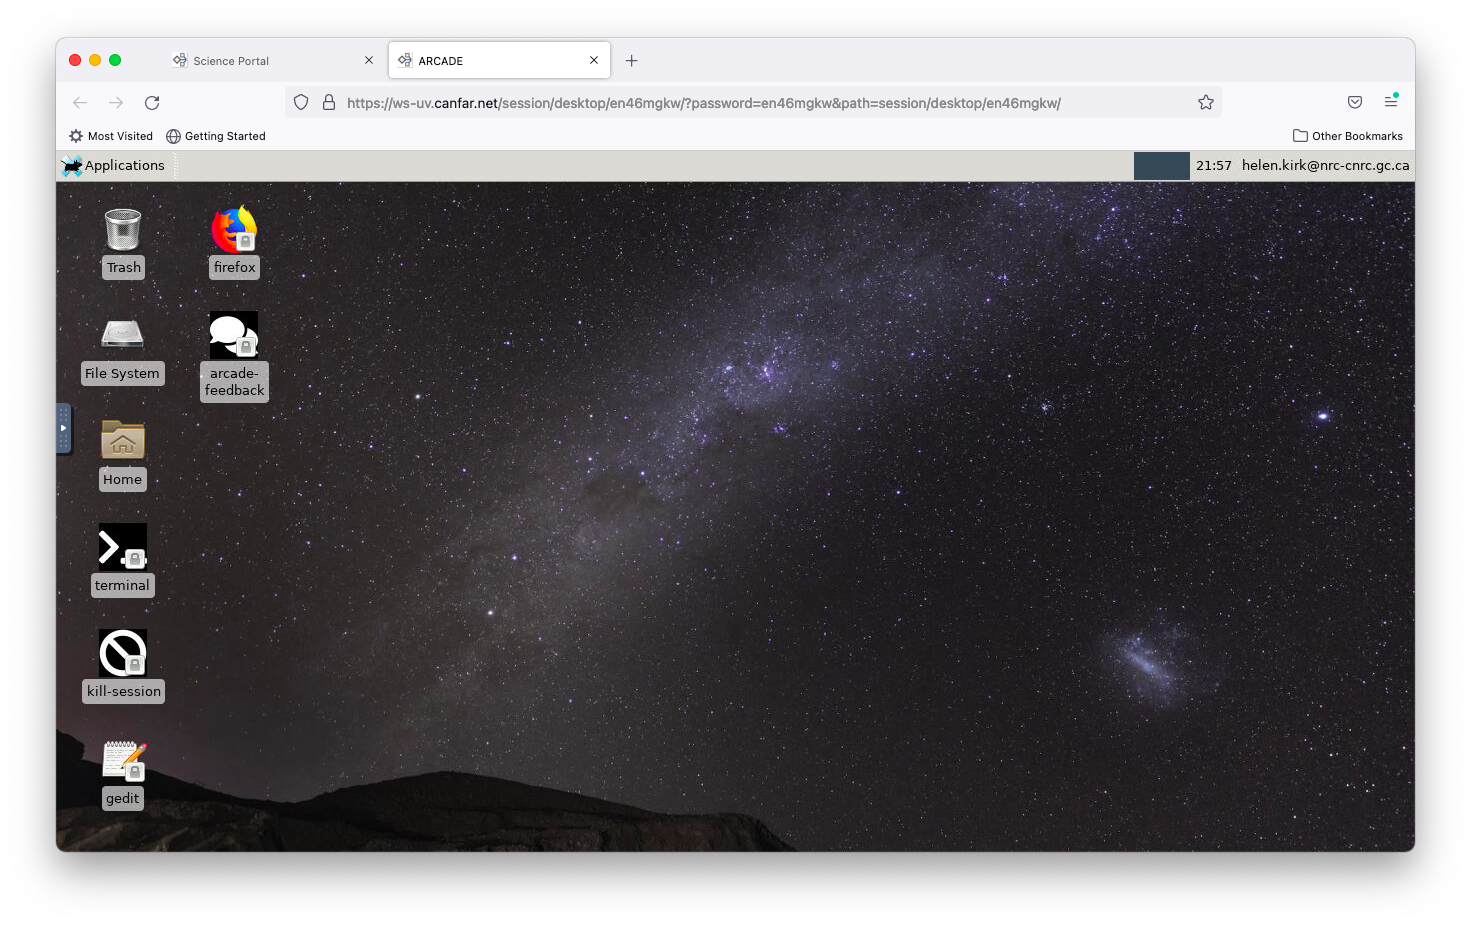 Science Portal
ARCADE
https://ws-uv.canfar.net/session/desktop/en46mgkw/?password=en46mgkw&path=session/desktop/en46mgkw/
Most Visited
Getting Started
Other Bookmarks
Applications
21:57
helen.kirk@nrc-cnrc.gc.ca
Trash
firefox
File System
arcade-
feedback
Home
terminal
kill-session
gedit